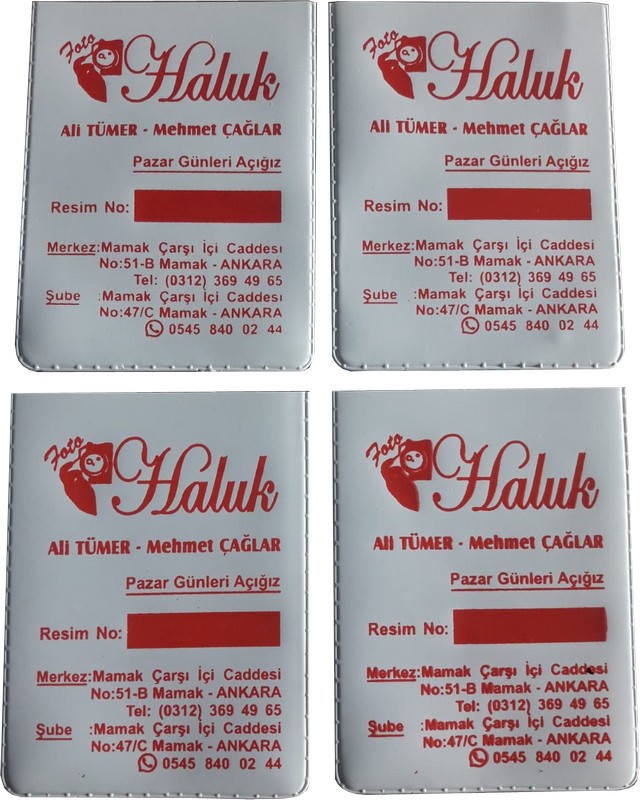 Foto
Haluk
Ali TÜMER - Mehmet ÇAĞLAR
Pazar Günleri Açığız
Resim No:
Merkez:Mamak Çarşı İçi Caddesi
No:51-B Mamak - ANKARA
Tel: (0312) 369 49 65
Şube :Mamak Çarşı İçi Caddesi
No:47/C Mamak - ANKARA
0545 840 02 44
Foto
Haluk
Ali TÜMER - Mehmet ÇAĞLAR
Pazar Günleri Açığız
Resim No:
Merkez:Mamak Çarşı İçi Caddesi
No:51-B Mamak - ANKARA
Tel: (0312) 369 49 65
Şube :Mamak Çarşı İçi Caddesi
No:47/C Mamak - ANKARA
0545 840 02 44
Foto
Haluk
Ali TÜMER - Mehmet ÇAĞLAR
Pazar Günleri Açığız
Resim No:
Merkez:Mamak Çarşı İçi Caddesi
No:51-B Mamak - ANKARA
Tel: (0312) 369 49 65
Şube :Mamak Çarşı İçi Caddesi
No:47/C Mamak - ANKARA
0545 840 02 44
Foto
Haluk
Ali TÜMER - Mehmet ÇAĞLAR
Pazar Günleri Açığız
Resim No:
Merkez:Mamak Çarşı İçi Caddesi
No:51-B Mamak - ANKARA
Tel: (0312) 369 49 65
Şube :Mamak Çarşı İçi Caddesi
No:47/C Mamak - ANKARA
0545 840 02 44